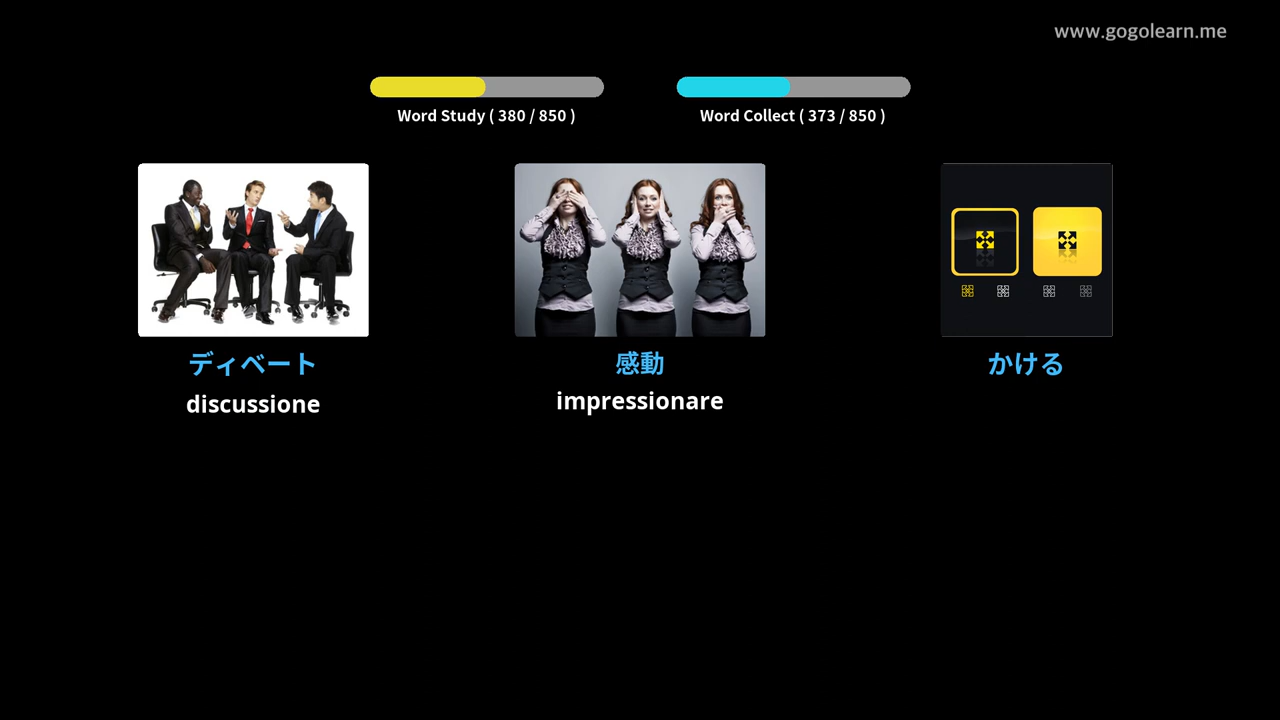 www.gogolearn.me
Word Study ( 380 / 850 )
Word Collect ( 373 / 850 )
ディベート
discussione
感動
impressionare
かける